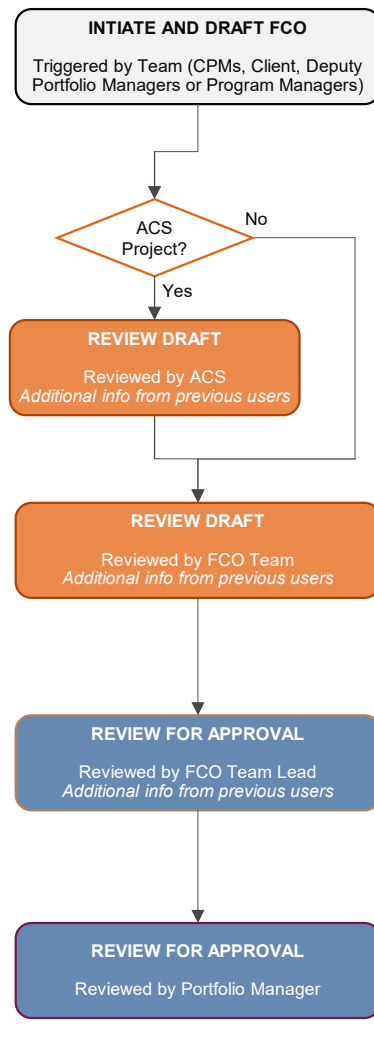 INTIATE AND DRAFT FCO
Triggered by Team (CPMs, Client, Deputy
Portfolio Managers or Program Managers)
ACS
Project?
No
Yes
REVIEW DRAFT
Reviewed by ACS
Additional info from previous users
REVIEW DRAFT
Reviewed by FCO Team
Additional info from previous users
REVIEW FOR APPROVAL
Reviewed by FCO Team Lead
Additional info from previous users
REVIEW FOR APPROVAL
Reviewed by Portfolio Manager